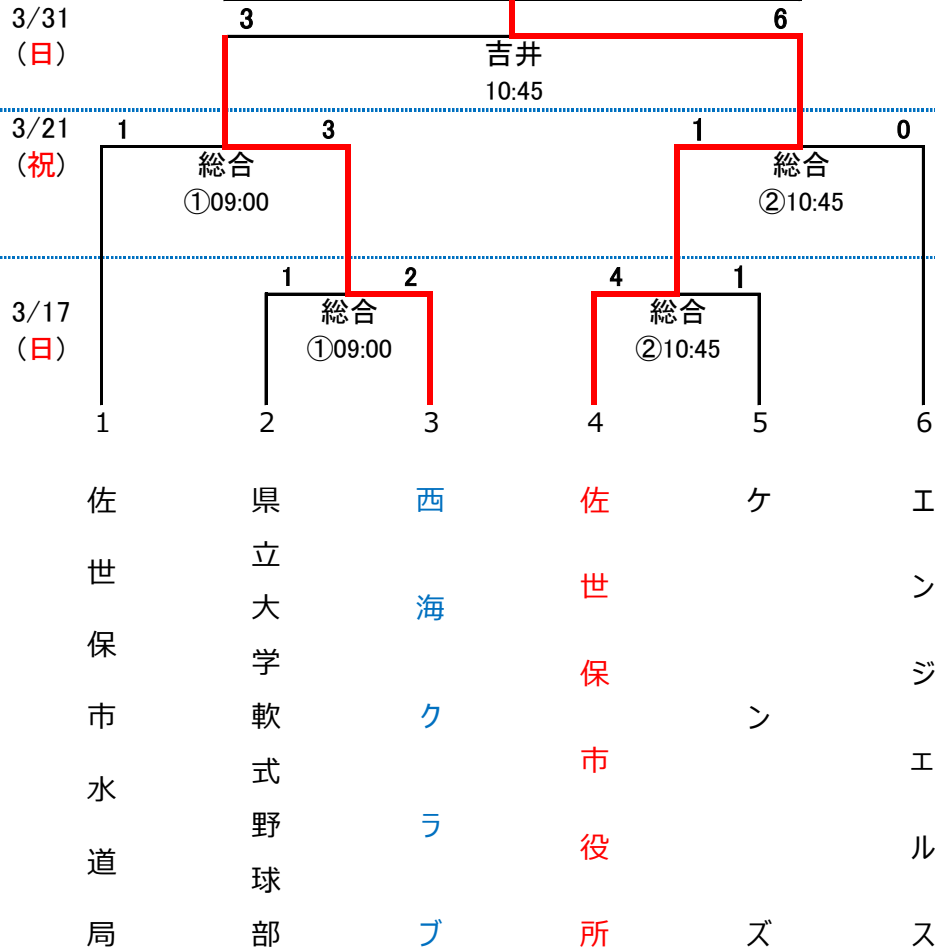 3/31
(日)
3
6
吉井
10:45
3/21
(祝)
1
3
1
0
総合
①09:00
総合
②10:45
3/17
(日)
1
2
4
1
総合
①09:00
総合
②10:45
1
2
3
4
5
6
佐世保市水道局
県立大学軟式野球部
西海クラブ
佐世保市役所
ケンズ
エンジェルス